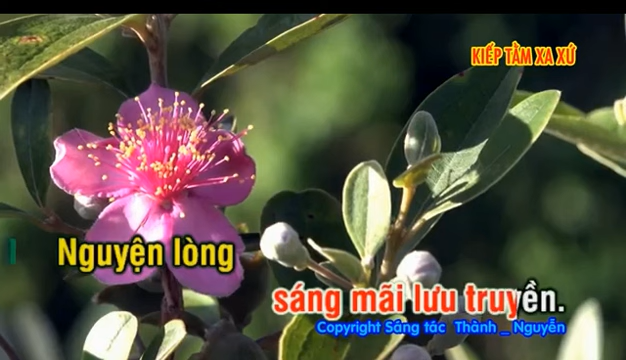 KIẾP TẰM XA XỨ
Nguyện lòng
sáng mãi lưu truyền.
Copyright Sáng tác Thành _ Nguyễn